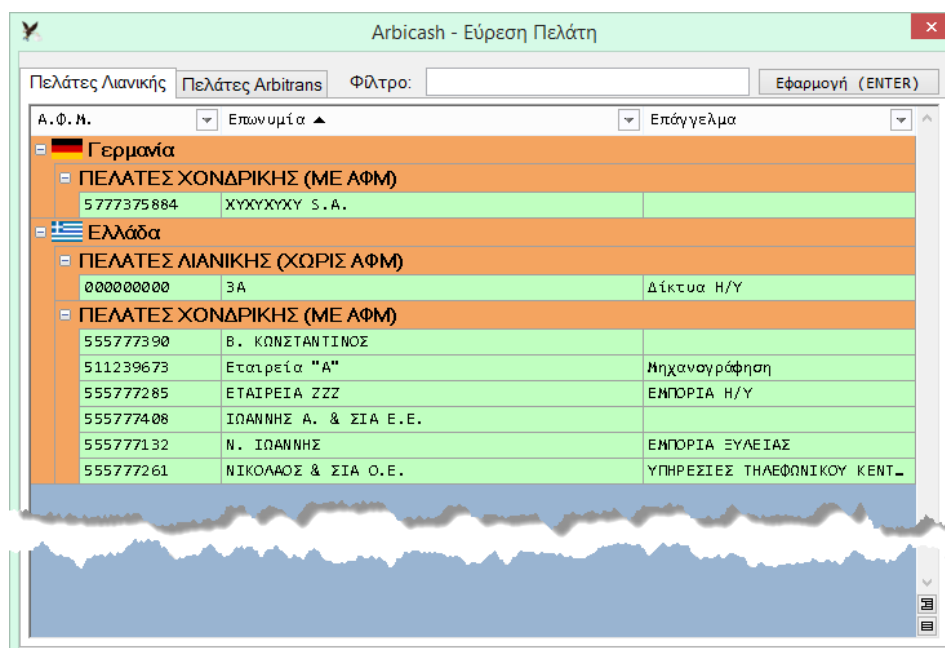 Arbicash - Εύρεση Πελάτη
Πελάτες Λιανικής Πελάτες Arbitrans Φίλτρο: Εφαρμογή (ENTER)
Α.Φ.Μ. Επωνυμία Επάγγελμα
Γερμανία
ΠΕΛΑΤΕΣ ΧΟΝΔΡΙΚΗΣ (ΜΕ ΑΦΜ)
5777375884 XYXYXYXY S.A.
Ελλάδα
ΠΕΛΑΤΕΣ ΛΙΑΝΙΚΗΣ (ΧΩΡΙΣ ΑΦΜ)
000000000 3Α Δίκτυα Η/Υ
ΠΕΛΑΤΕΣ ΧΟΝΔΡΙΚΗΣ (ΜΕ ΑΦΜ)
555777390 Β. ΚΩΝΣΤΑΝΤΙΝΟΣ
511239673 Εταιρεία "Α" Μηχανογράφηση
555777285 ΕΤΑΙΡΕΙΑ ΖΖΖ ΕΜΠΟΡΙΑ Η/Υ
555777408 ΙΩΑΝΝΗΣ Α. & ΣΙΑ Ε.Ε.
555777132 Ν. ΙΩΑΝΝΗΣ ΕΜΠΟΡΙΑ ΞΥΛΕΙΑΣ
555777261 ΝΙΚΟΛΑΟΣ & ΣΙΑ Ο.Ε. ΥΠΗΡΕΣΙΕΣ ΤΗΛΕΦΩΝΙΚΟΥ ΚΕΝΤ…